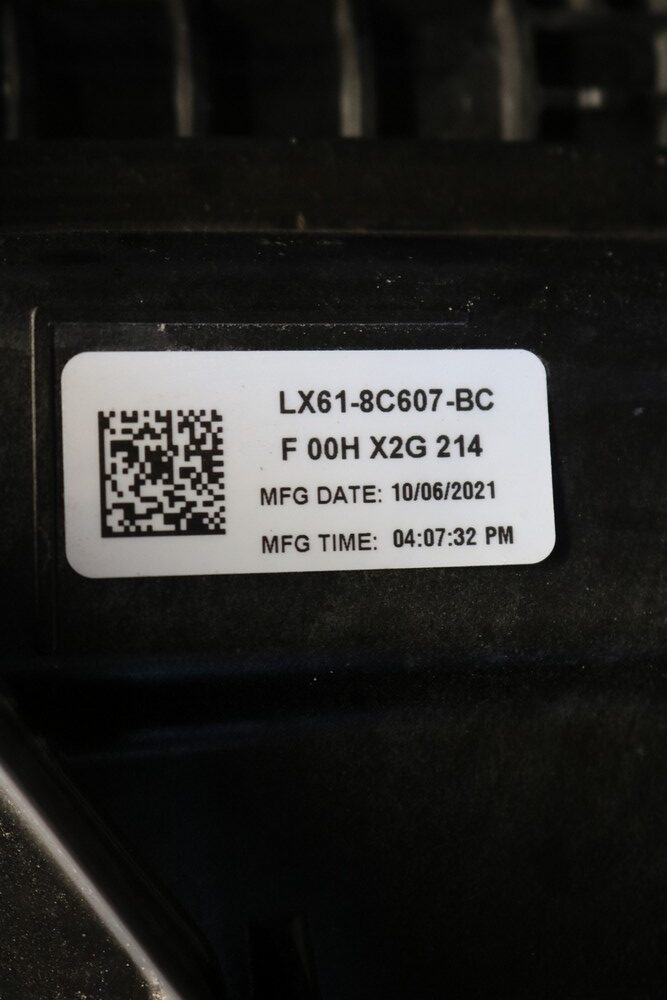 LX61-8C607-BC
F 00H X2G 214
MFG DATE: 10/06/2021
MFG TIME: 04:07:32 PM